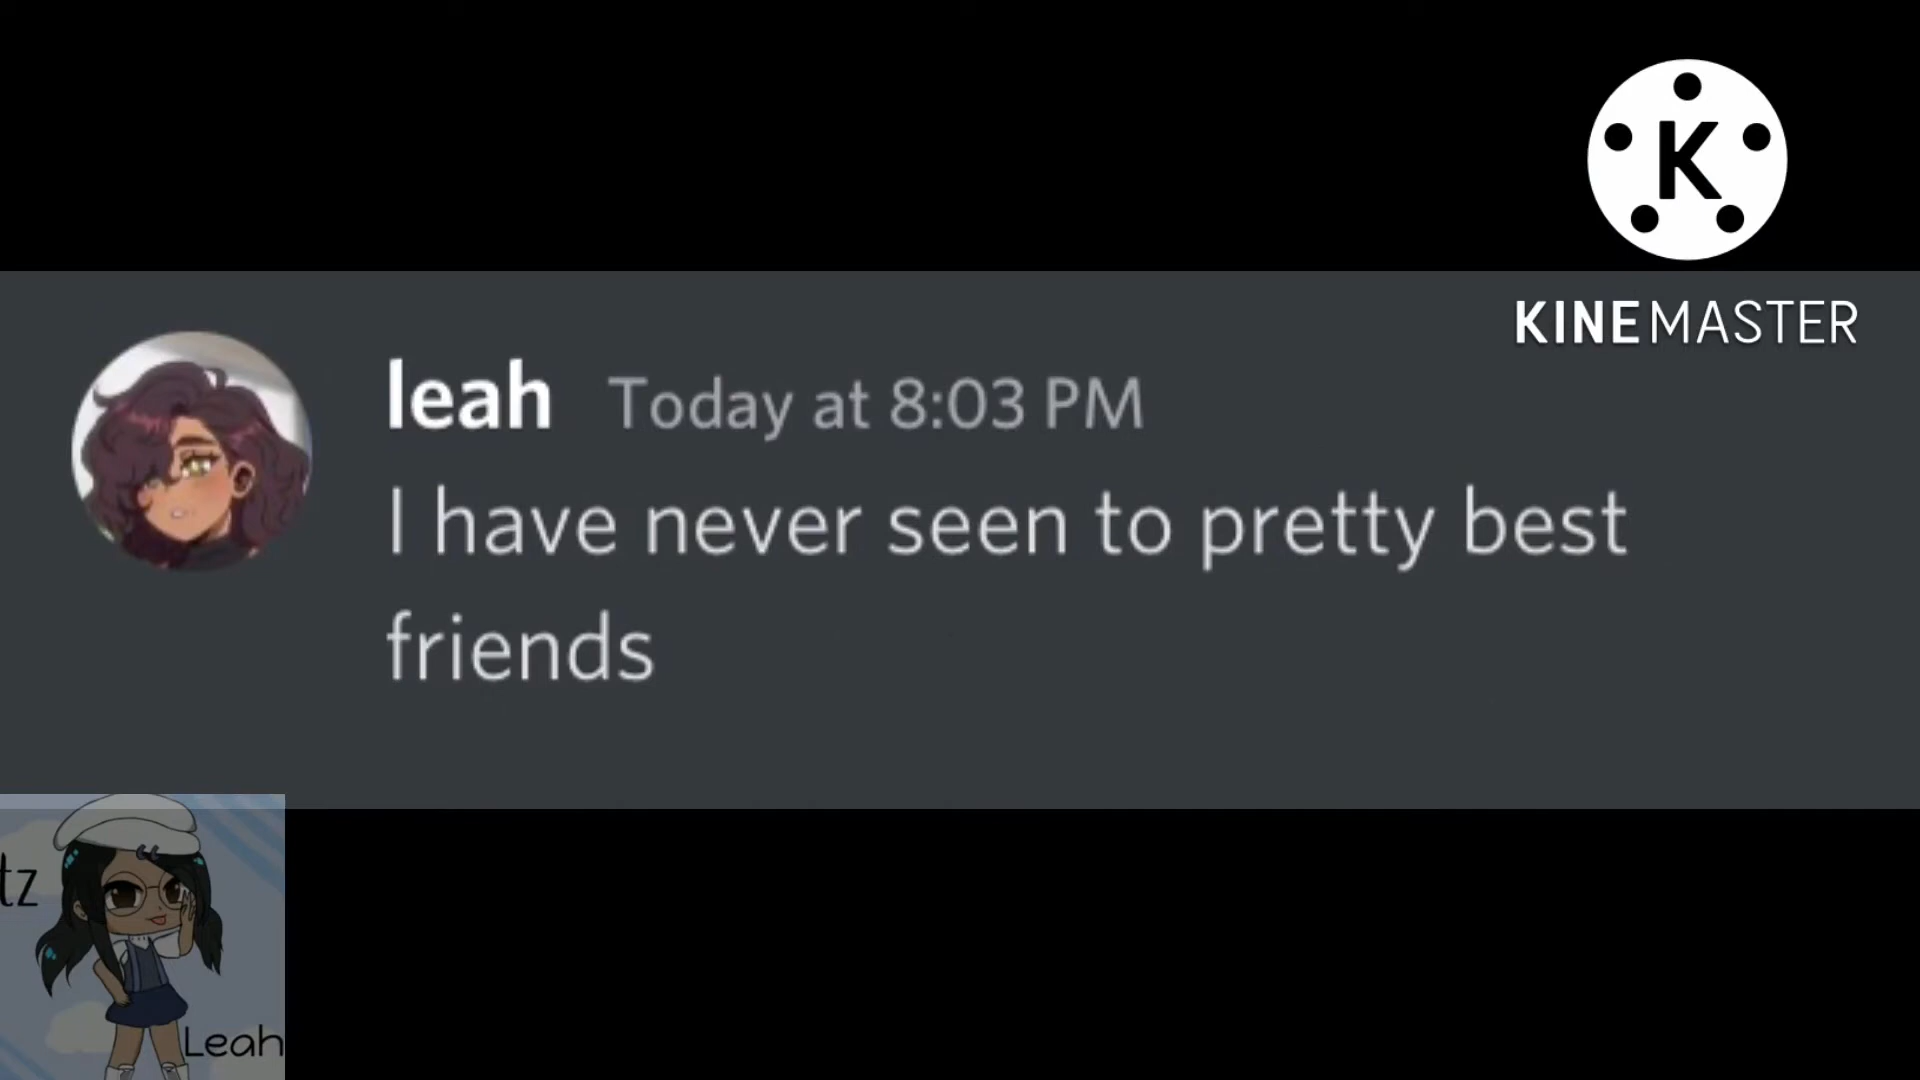 K
KINEMASTER
leah Today at 8:03 PM
I have never seen to pretty best
friends
tz
Leah